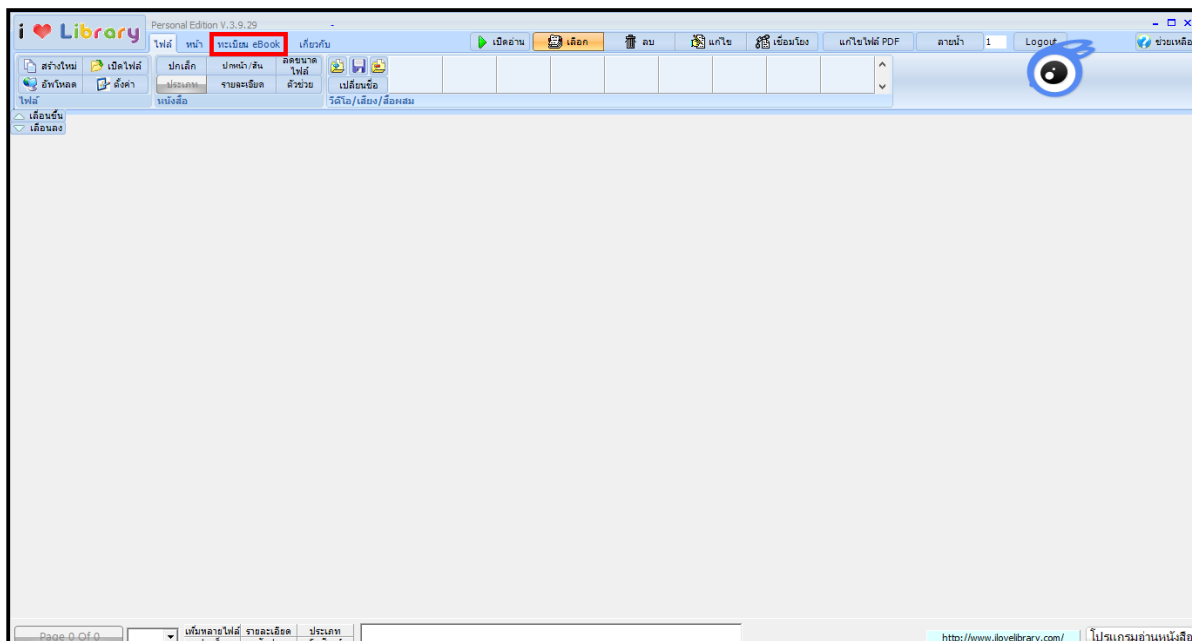 i Library
Personal Edition V.3.9.29 -
ไฟล์ หน้า ทะเบียน eBook เกี่ยวกับ
เปิดอ่าน เลือก ลบ แก้ไข เชื่อมโยง แก้ไขไฟล์ PDF ลายน้ำ 1 Logout ช่วยเหลือ
สร้างใหม่ เปิดไฟล์ ปกเล็ก ปกหน้า/สัน ลดขนาดไฟล์
อัพโหลด ตั้งค่า ประเภท รายละเอียด ตัวช่วย เปลี่ยนชื่อ
ไฟล์ หนังสือ วิดีโอ/เสียง/สื่อผสม
เลื่อนขึ้น
เลื่อนลง
Page 0 Of 0 เพิ่มหลายไฟล์ รายละเอียด ประเภท
http://www.ilovelibrary.com/ โปรแกรมอ่านหนังสือ